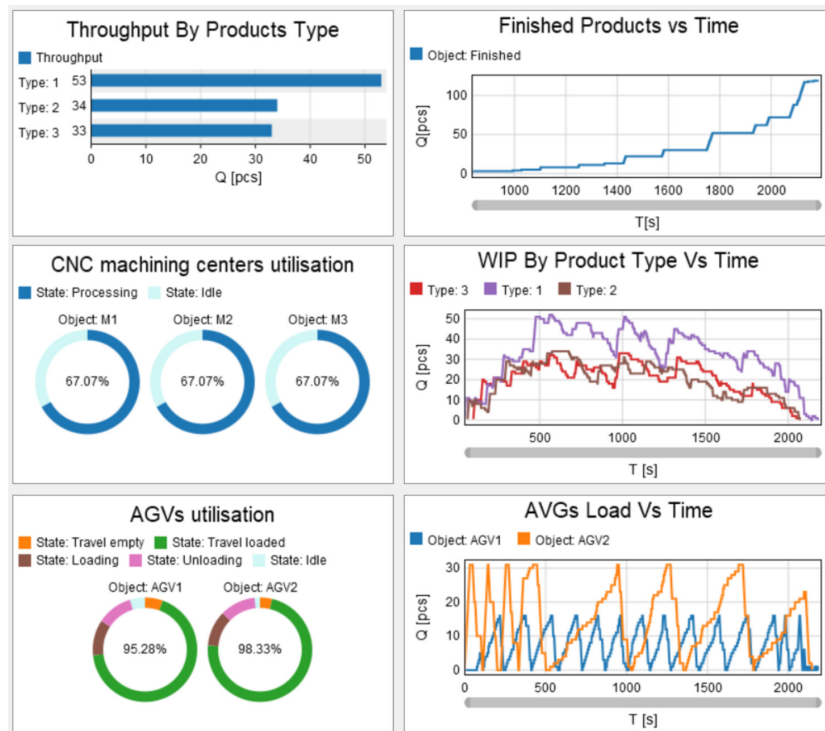 Throughput By Products Type
Throughput
Type: 1 53
Type: 2 34
Type: 3 33
0 10 20 30 40 50
Q [pcs]
Finished Products vs Time
Object: Finished
Q[pcs]
100
50
0
1000 1200 1400 1600 1800 2000
T[s]
CNC machining centers utilisation
State: Processing State: Idle
Object: M1 Object: M2 Object: M3
67.07% 67.07% 67.07%
WIP By Product Type Vs Time
Type: 3 Type: 1 Type: 2
Q [pcs]
50
40
30
20
10
0
500 1000 1500 2000
T [s]
AGVs utilisation
State: Travel empty State: Travel loaded
State: Loading State: Unloading State: Idle
Object: AGV1 Object: AGV2
95.28% 98.33%
AVGs Load Vs Time
Object: AGV1 Object: AGV2
Q [pcs]
30
20
10
0
0 500 1000 1500 2000
T [s]